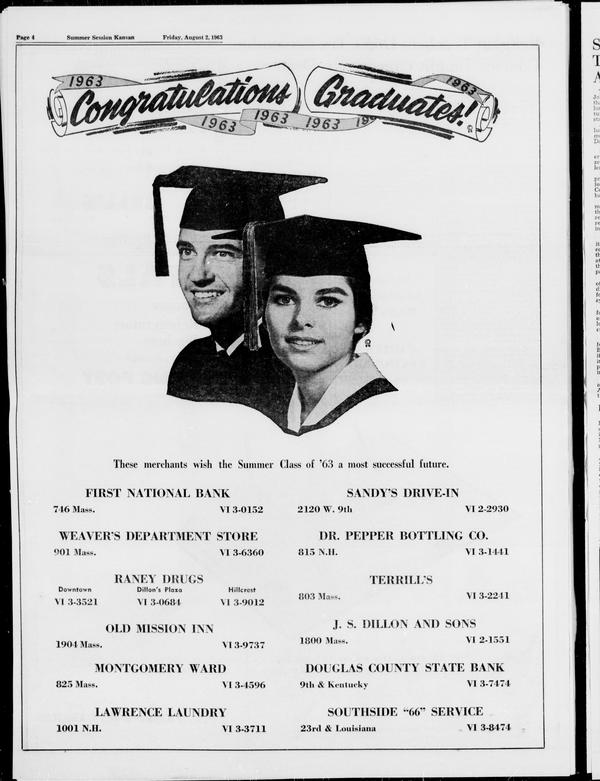 Page 4 Summer Session Kansan Friday, August 2, 1963
1963 1963
Congratulations Graduates!
1963 1963 1963 19
These merchants wish the Summer Class of '63 a most successful future.
FIRST NATIONAL BANK
746 Mass. VI 3-0152
WEAVER'S DEPARTMENT STORE
901 Mass. VI 3-6360
RANEY DRUGS
Downtown Dillon's Plaza Hillcrest
VI 3-3521 VI 3-0684 VI 3-9012
OLD MISSION INN
1904 Mass. VI 3-9737
MONTGOMERY WARD
825 Mass. VI 3-4596
LAWRENCE LAUNDRY
1001 N.H. VI 3-3711
SANDY'S DRIVE-IN
2120 W. 9th VI 2-2930
DR. PEPPER BOTTLING CO.
815 N.H. VI 3-1441
TERRILL'S
803 Mass. VI 3-2241
J. S. DILLON AND SONS
1800 Mass. VI 2-1551
DOUGLAS COUNTY STATE BANK
9th & Kentucky VI 3-7474
SOUTHSIDE "66" SERVICE
23rd & Louisiana VI 3-8474